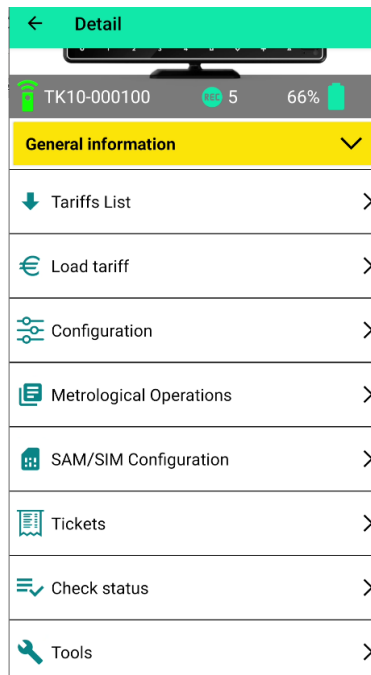 Detail
TK10-000100 REC 5 66%
General information
Tariffs List
Load tariff
Configuration
Metrological Operations
SAM/SIM Configuration
Tickets
Check status
Tools